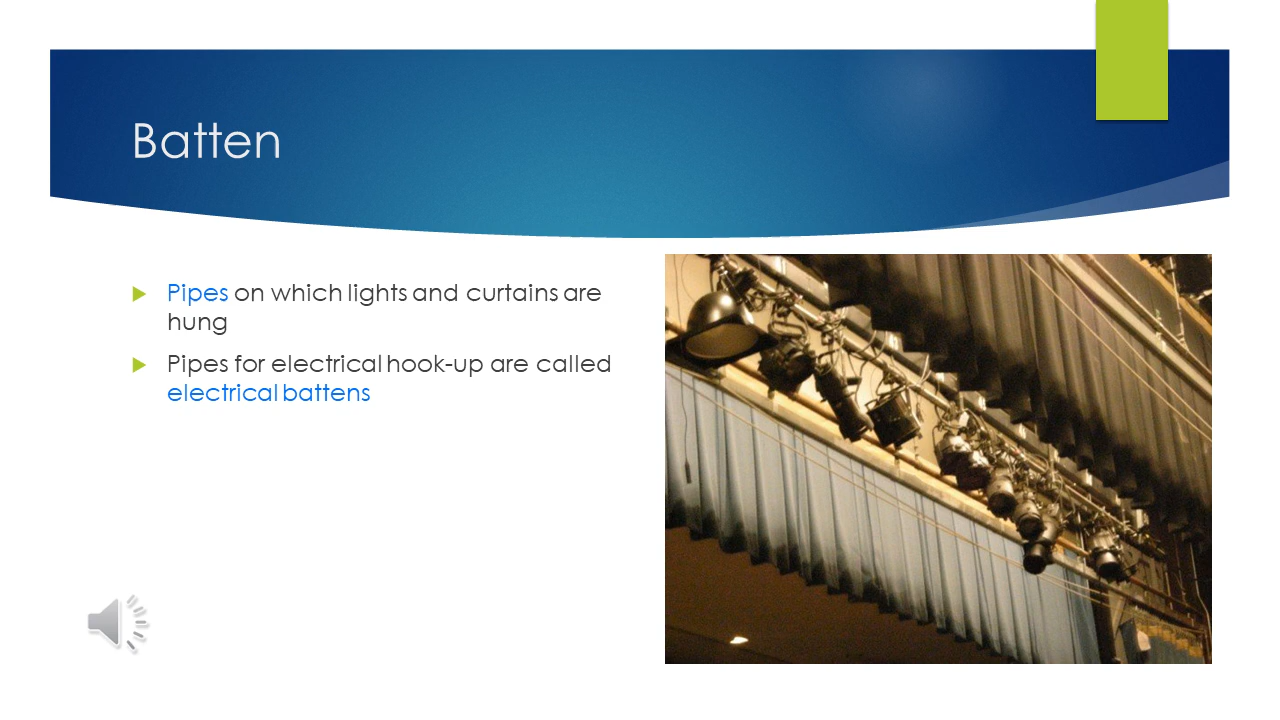 Batten
Pipes on which lights and curtains are
hung
Pipes for electrical hook-up are called
electrical battens